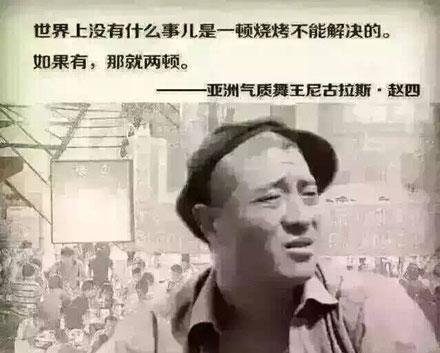 世界上没有什么事儿是一顿烧烤不能解决的。
如果有，那就两顿。
———亚洲气质舞王尼古拉斯·赵四